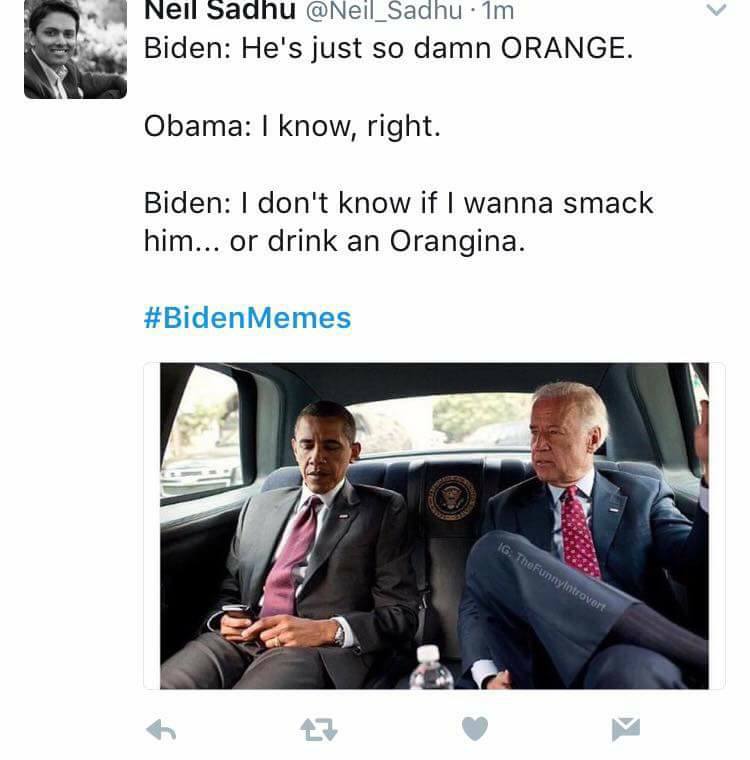 Neil Sadhu @Neil_Sadhu · 1m
Biden: He's just so damn ORANGE.
Obama: I know, right.
Biden: I don't know if I wanna smack
him... or drink an Orangina.
#BidenMemes
IG: TheFunnyIntrovert